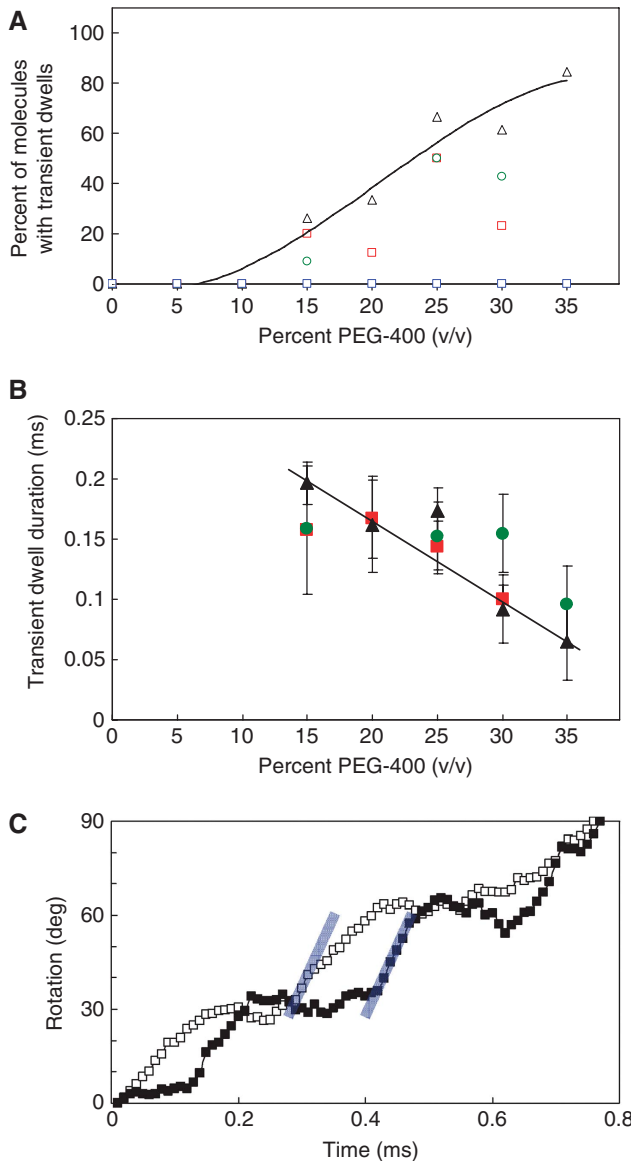 A
Percent of molecules
with transient dwells
100
80
60
40
20
0
0 5 10 15 20 25 30 35
Percent PEG-400 (v/v)
B
Transient dwell duration (ms)
0.25
0.2
0.15
0.1
0.05
0
0 5 10 15 20 25 30 35
Percent PEG-400 (v/v)
C
Rotation (deg)
90
60
30
0
0 0.2 0.4 0.6 0.8
Time (ms)